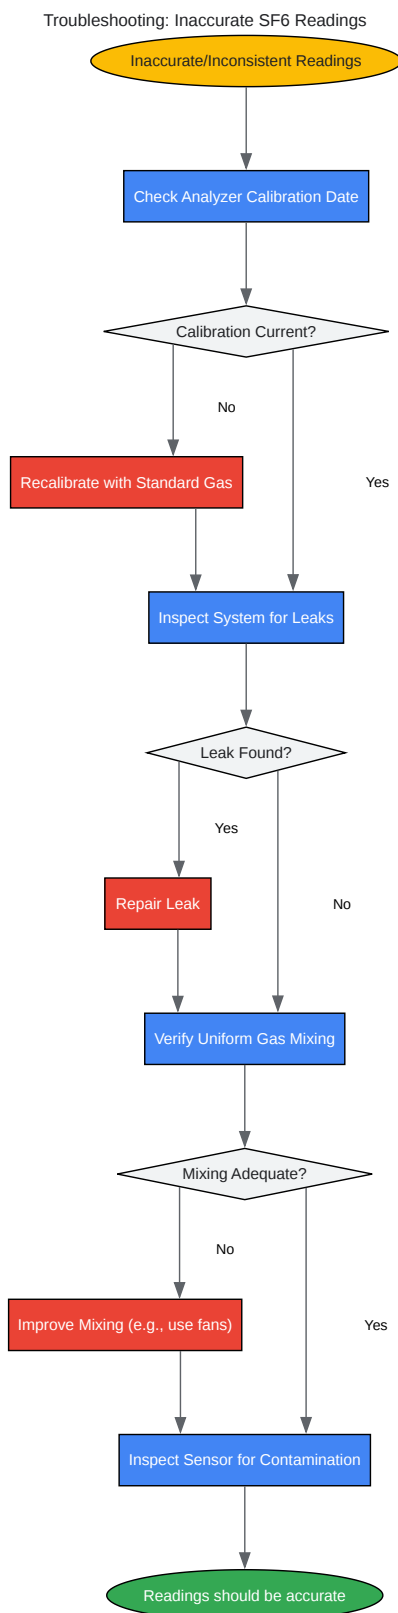 Troubleshooting: Inaccurate SF6 Readings
Inaccurate/Inconsistent Readings
Check Analyzer Calibration Date
Calibration Current?
No
Recalibrate with Standard Gas
Yes
Inspect System for Leaks
Leak Found?
Yes
Repair Leak
No
Verify Uniform Gas Mixing
Mixing Adequate?
No
Improve Mixing (e.g., use fans)
Yes
Inspect Sensor for Contamination
Readings should be accurate